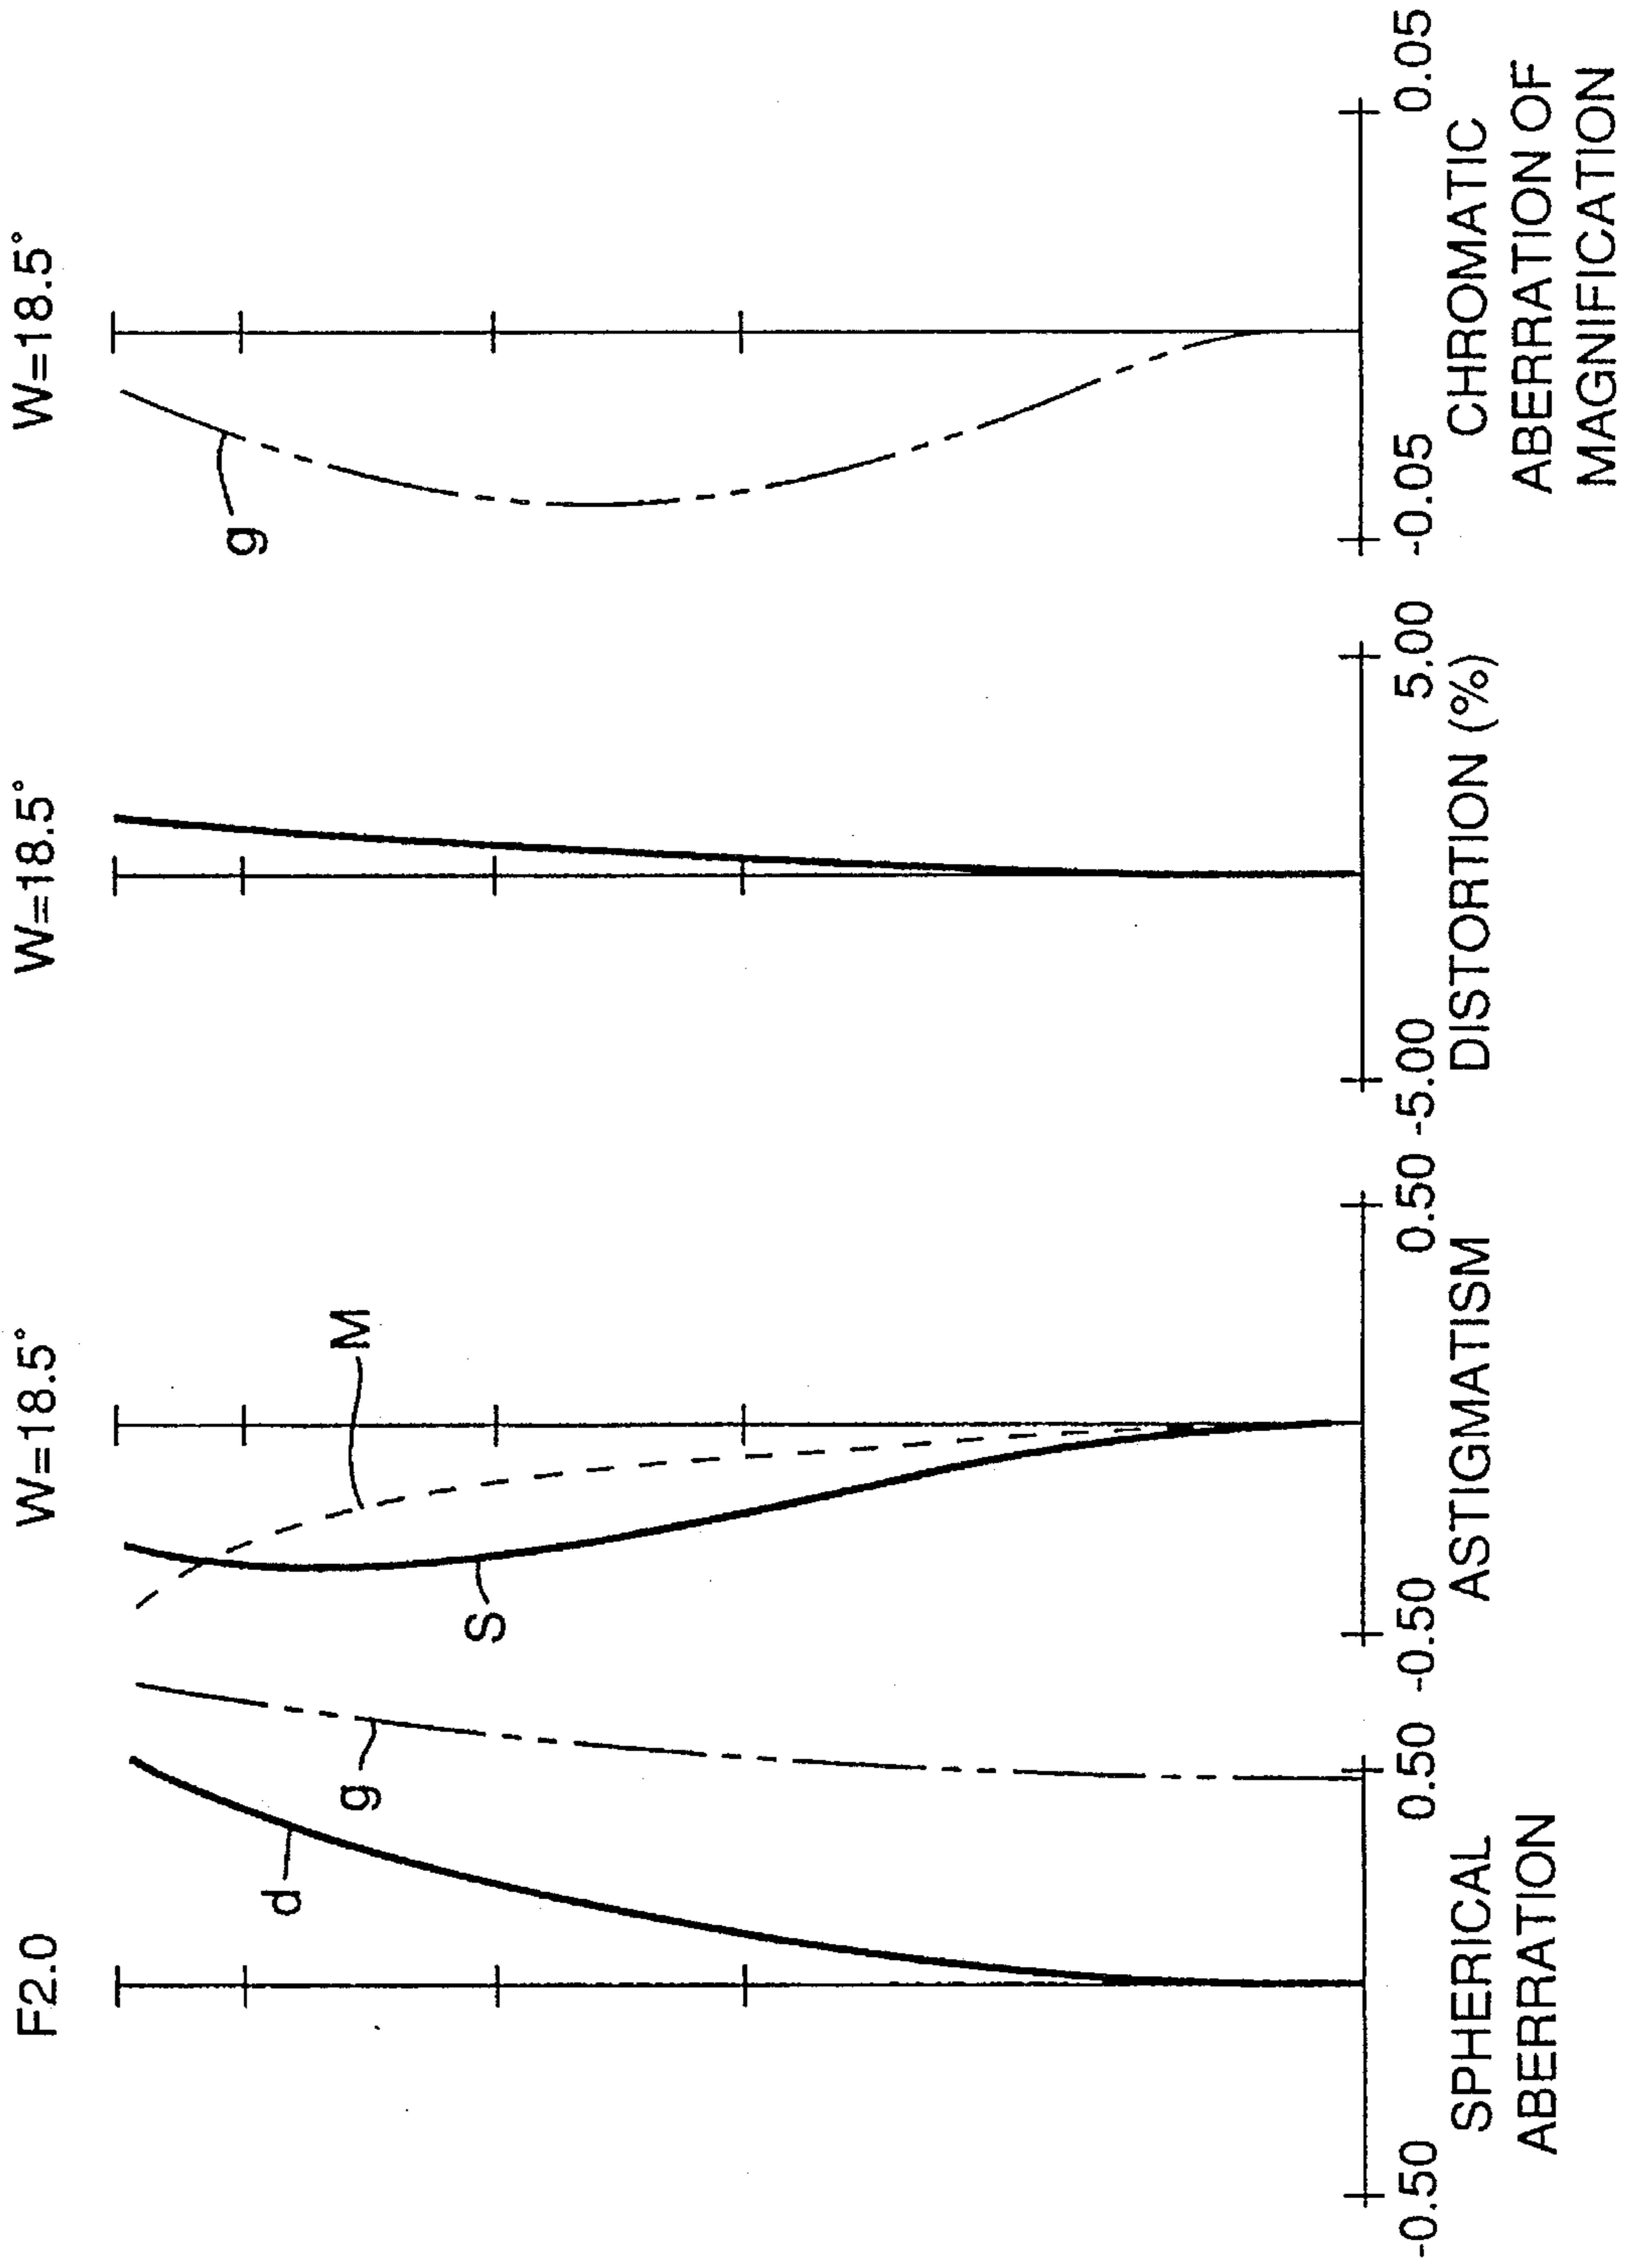 F2.0
d
g
-0.50
0.50
SPHERICAL
ABERRATION
W=18.5°
S
M
-0.50
0.50
ASTIGMATISM
W=18.5°
-5.00
5.00
DISTORTION (%)
W=18.5°
g
-0.05
0.05
CHROMATIC
ABERRATION OF
MAGNIFICATION